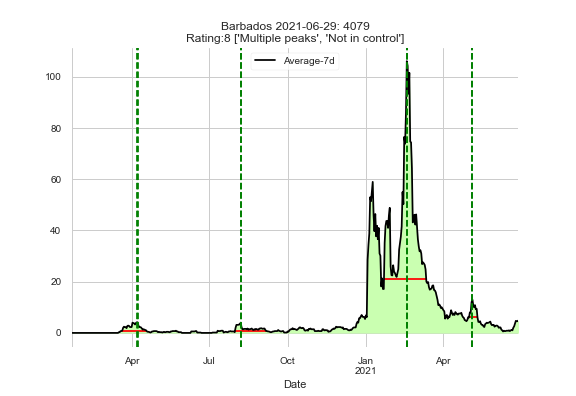 Barbados 2021-06-29: 4079
Rating:8 ['Multiple peaks', 'Not in control']
Average-7d
100
80
60
40
20
0
Apr
Jul
Oct
Jan
2021
Apr
Date